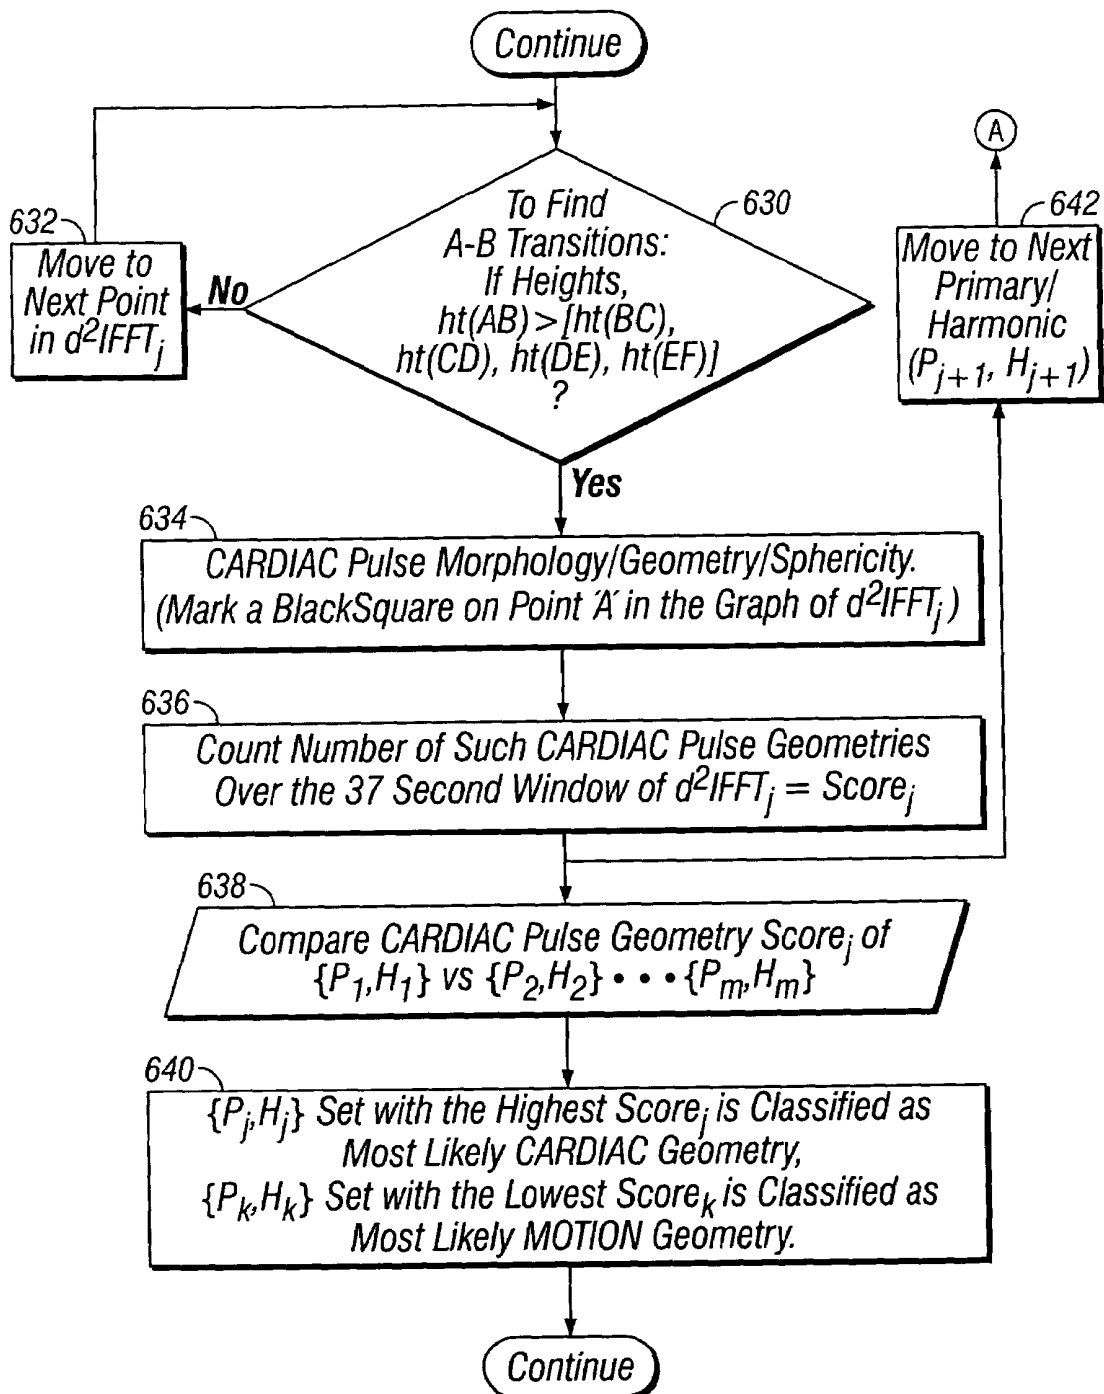 Continue
A
632
Move to
Next Point
in d²IFFTⱼ
No
630
To Find
A-B Transitions:
If Heights,
ht(AB) > [ht(BC),
ht(CD), ht(DE), ht(EF)]
?
Yes
642
Move to Next
Primary/
Harmonic
(Pⱼ₊₁, Hⱼ₊₁)
634
CARDIAC Pulse Morphology/Geometry/Sphericity.
(Mark a BlackSquare on Point 'A' in the Graph of d²IFFTⱼ)
636
Count Number of Such CARDIAC Pulse Geometries
Over the 37 Second Window of d²IFFTⱼ = Scoreⱼ
638
Compare CARDIAC Pulse Geometry Scoreⱼ of
{P₁,H₁} vs {P₂,H₂} • • • {Pₘ,Hₘ}
640
{Pⱼ,Hⱼ} Set with the Highest Scoreⱼ is Classified as
Most Likely CARDIAC Geometry,
{Pₖ,Hₖ} Set with the Lowest Scoreₖ is Classified as
Most Likely MOTION Geometry.
Continue